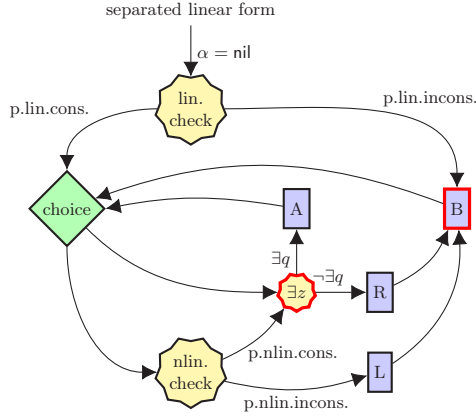 separated linear form
α = nil
p.lin.cons.
lin.
check
p.lin.incons.
choice
A
B
∃q
∃z
¬∃q
R
nlin.
check
p.nlin.cons.
L
p.nlin.incons.